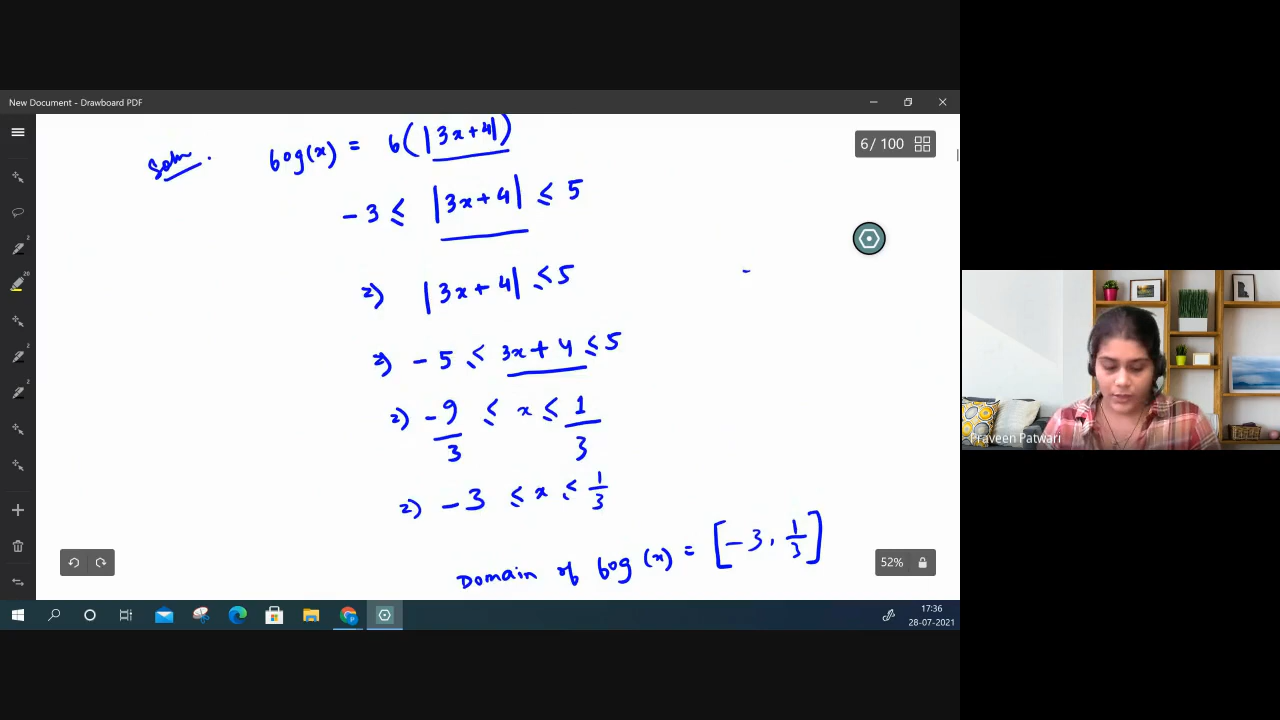 New Document - Drawboard PDF
Soln. fog(x) = f(|3x+4|)
6 / 100
-3 ≤ |3x+4| ≤ 5
⇒) |3x+4| ≤ 5
⇒) -5 ≤ 3x+4 ≤ 5
⇒) -9/3 ≤ x ≤ 1/3
⇒) -3 ≤ x ≤ 1/3
Domain of fog(x) = [-3, 1/3]
52%
Praveen Patwari
17:36
28-07-2021